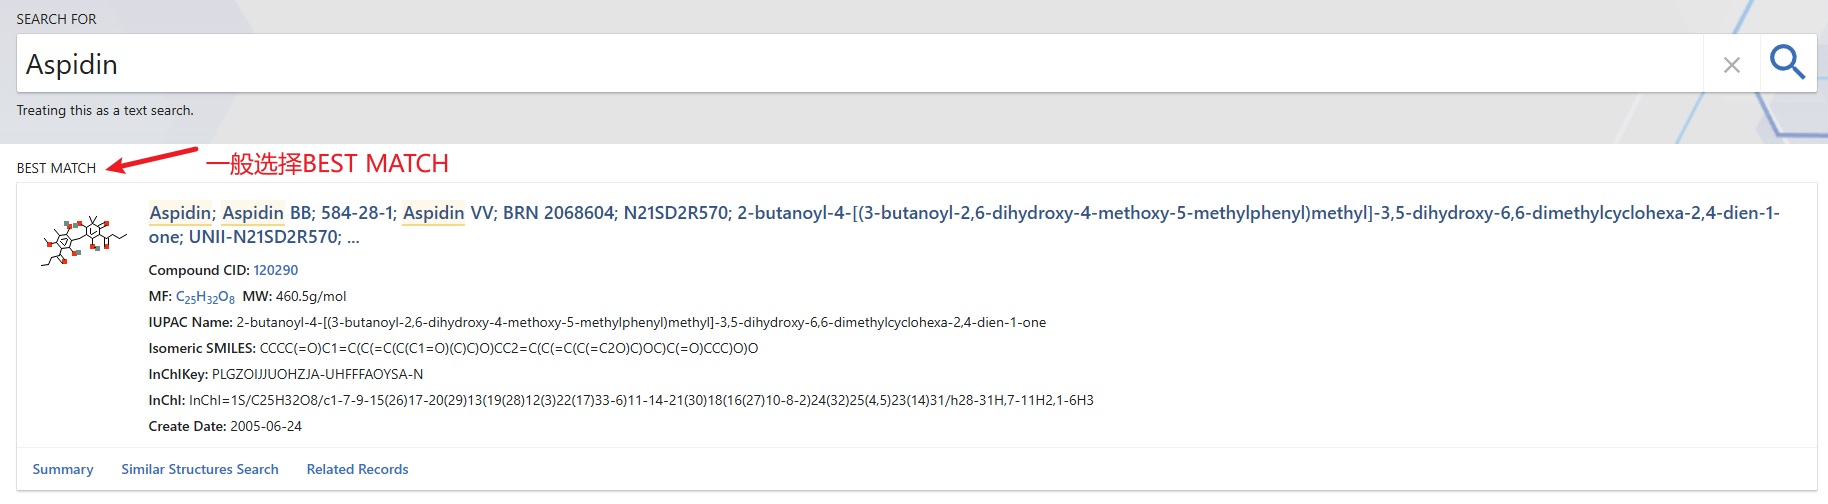 SEARCH FOR
Aspidin
Treating this as a text search.
BEST MATCH
一般选择BEST MATCH
Aspidin; Aspidin BB; 584-28-1; Aspidin VV; BRN 2068604; N21SD2R570; 2-butanoyl-4-[(3-butanoyl-2,6-dihydroxy-4-methoxy-5-methylphenyl)methyl]-3,5-dihydroxy-6,6-dimethylcyclohexa-2,4-dien-1-
one; UNII-N21SD2R570; ...
Compound CID: 120290
MF: C25H32O8 MW: 460.5g/mol
IUPAC Name: 2-butanoyl-4-[(3-butanoyl-2,6-dihydroxy-4-methoxy-5-methylphenyl)methyl]-3,5-dihydroxy-6,6-dimethylcyclohexa-2,4-dien-1-one
Isomeric SMILES: CCCC(=O)C1=C(C(=C(C(C1=O)(C)C)O)CC2=C(C(=C(C(=C2O)C)OC)C(=O)CCC)O)O
InChIKey: PLGZOIJJUOHZJA-UHFFFAOYSA-N
InChI: InChI=1S/C25H32O8/c1-7-9-15(26)17-20(29)13(19(28)12(3)22(17)33-6)11-14-21(30)18(16(27)10-8-2)24(32)25(4,5)23(14)31/h28-31H,7-11H2,1-6H3
Create Date: 2005-06-24
Summary Similar Structures Search Related Records